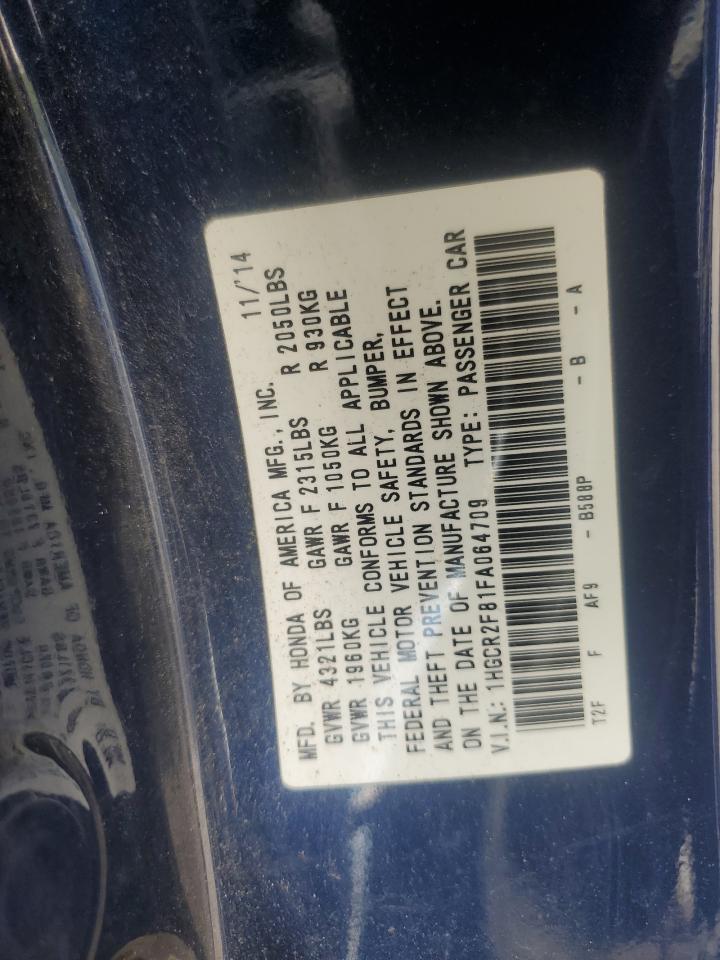 MFD. BY HONDA OF AMERICA MFG., INC. 11/'14
GVWR 4321LBS GAWR F 2315LBS R 2050LBS
GVWR 1960KG GAWR F 1050KG R 930KG
THIS VEHICLE CONFORMS TO ALL APPLICABLE
FEDERAL MOTOR VEHICLE SAFETY, BUMPER,
AND THEFT PREVENTION STANDARDS IN EFFECT
ON THE DATE OF MANUFACTURE SHOWN ABOVE.
V.I.N.: 1HGCR2F81FA064709 TYPE: PASSENGER CAR
T2F F AF9 - B588P - B - A